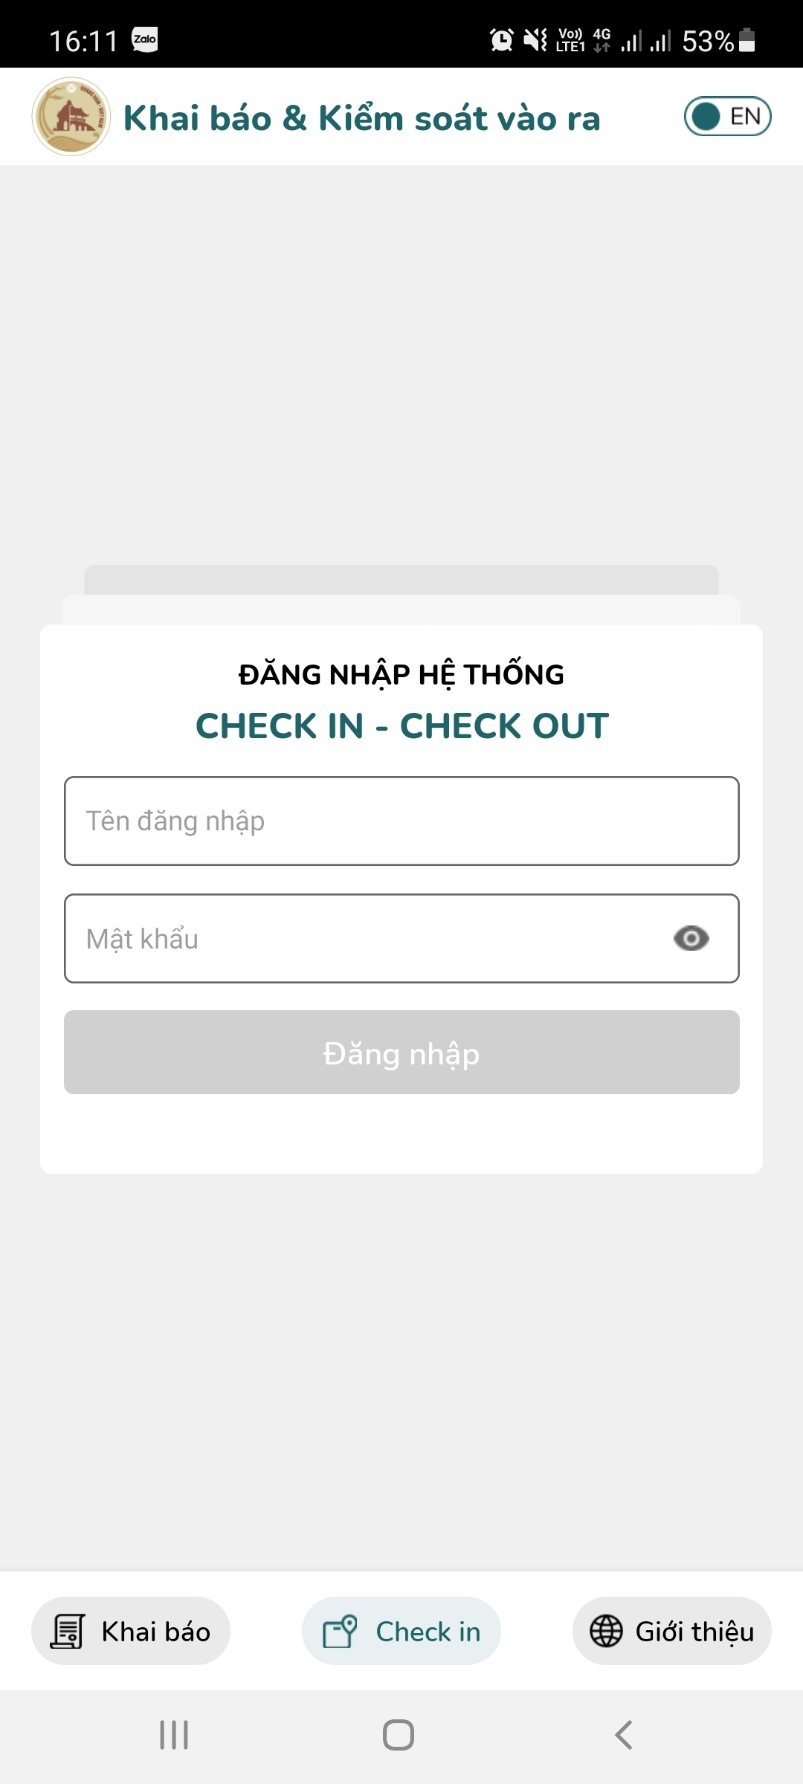 16:11 Zalo Vo)) LTE1 4G 53%
Khai báo & Kiểm soát vào ra EN
ĐĂNG NHẬP HỆ THỐNG
CHECK IN - CHECK OUT
Tên đăng nhập
Mật khẩu
Đăng nhập
Khai báo Check in Giới thiệu